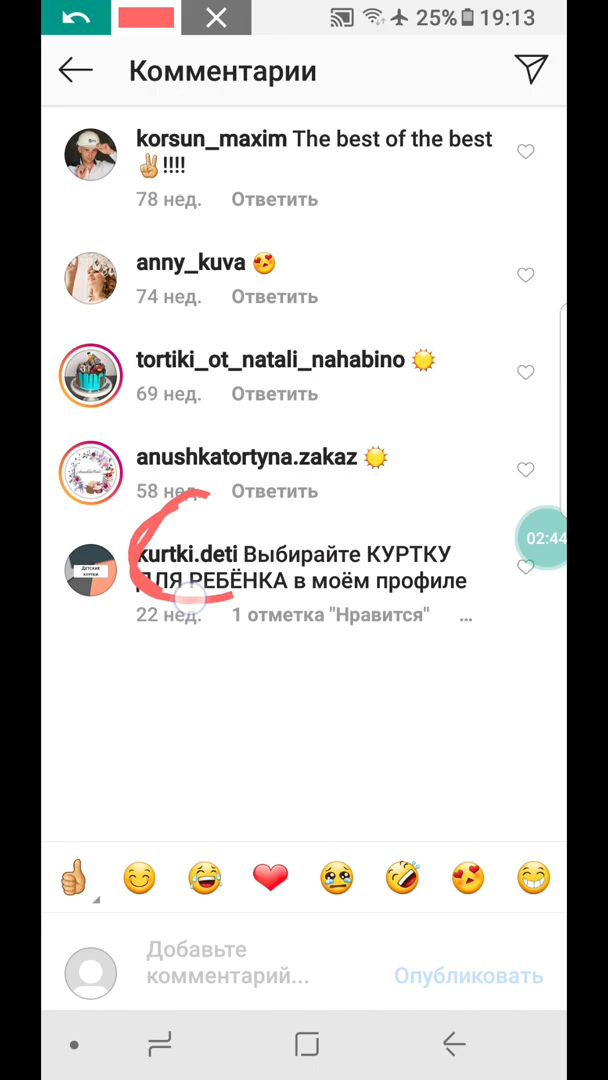 25% 19:13
Комментарии
korsun_maxim The best of the best
✌!!!!
78 нед. Ответить
anny_kuva 😍
74 нед. Ответить
tortiki_ot_natali_nahabino ☀
69 нед. Ответить
anushkatortyna.zakaz ☀
58 нед. Ответить
02:44
kurtki.deti Выбирайте КУРТКУ
ДЛЯ РЕБЁНКА в моём профиле
ДЕТСКИЕ
КУРТКИ
22 нед. 1 отметка "Нравится" ...
Добавьте
комментарий...
Опубликовать